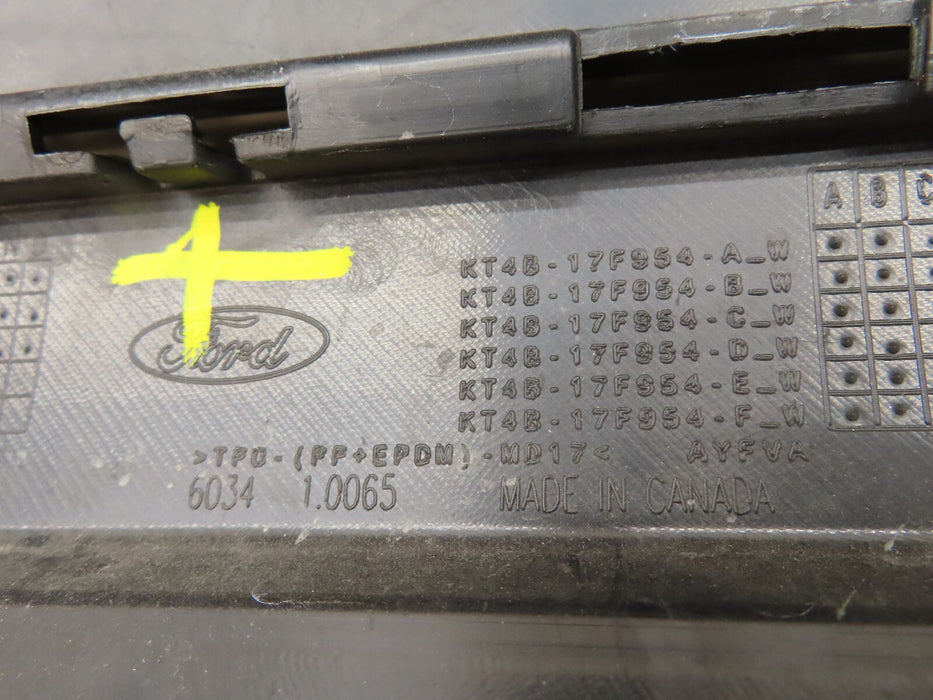 A B C
KT4B-17F954-A_W
KT4B-17F954-B_W
KT4B-17F954-C_W
KT4B-17F954-D_W
KT4B-17F954-E_W
KT4B-17F954-F_W
Ford
>TPO-(PP+EPDM)-MD17< AYFVA
6034 1.0065 MADE IN CANADA